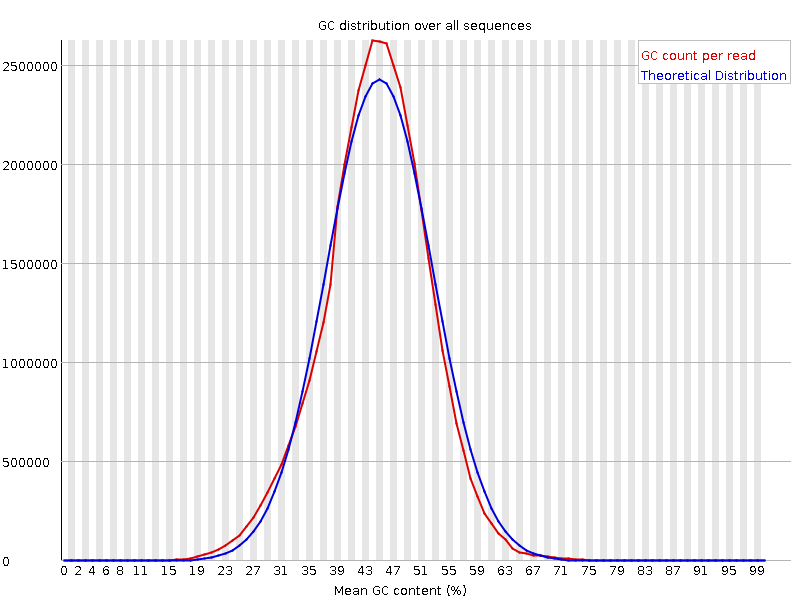 GC distribution over all sequences
GC count per read
Theoretical Distribution
2500000
2000000
1500000
1000000
500000
0
0 2 4 6 8 11 15 19 23 27 31 35 39 43 47 51 55 59 63 67 71 75 79 83 87 91 95 99
Mean GC content (%)